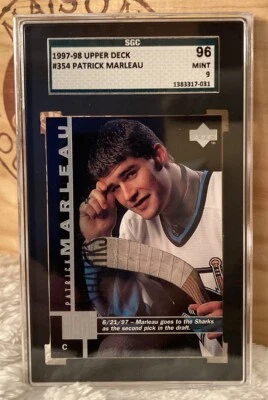 SGC
1997-98 UPPER DECK
#354 PATRICK MARLEAU
96
MINT
9
1383317-031
PATRICK
MARLEAU
6/21/97 – Marleau goes to the Sharks
as the second pick in the draft.
C